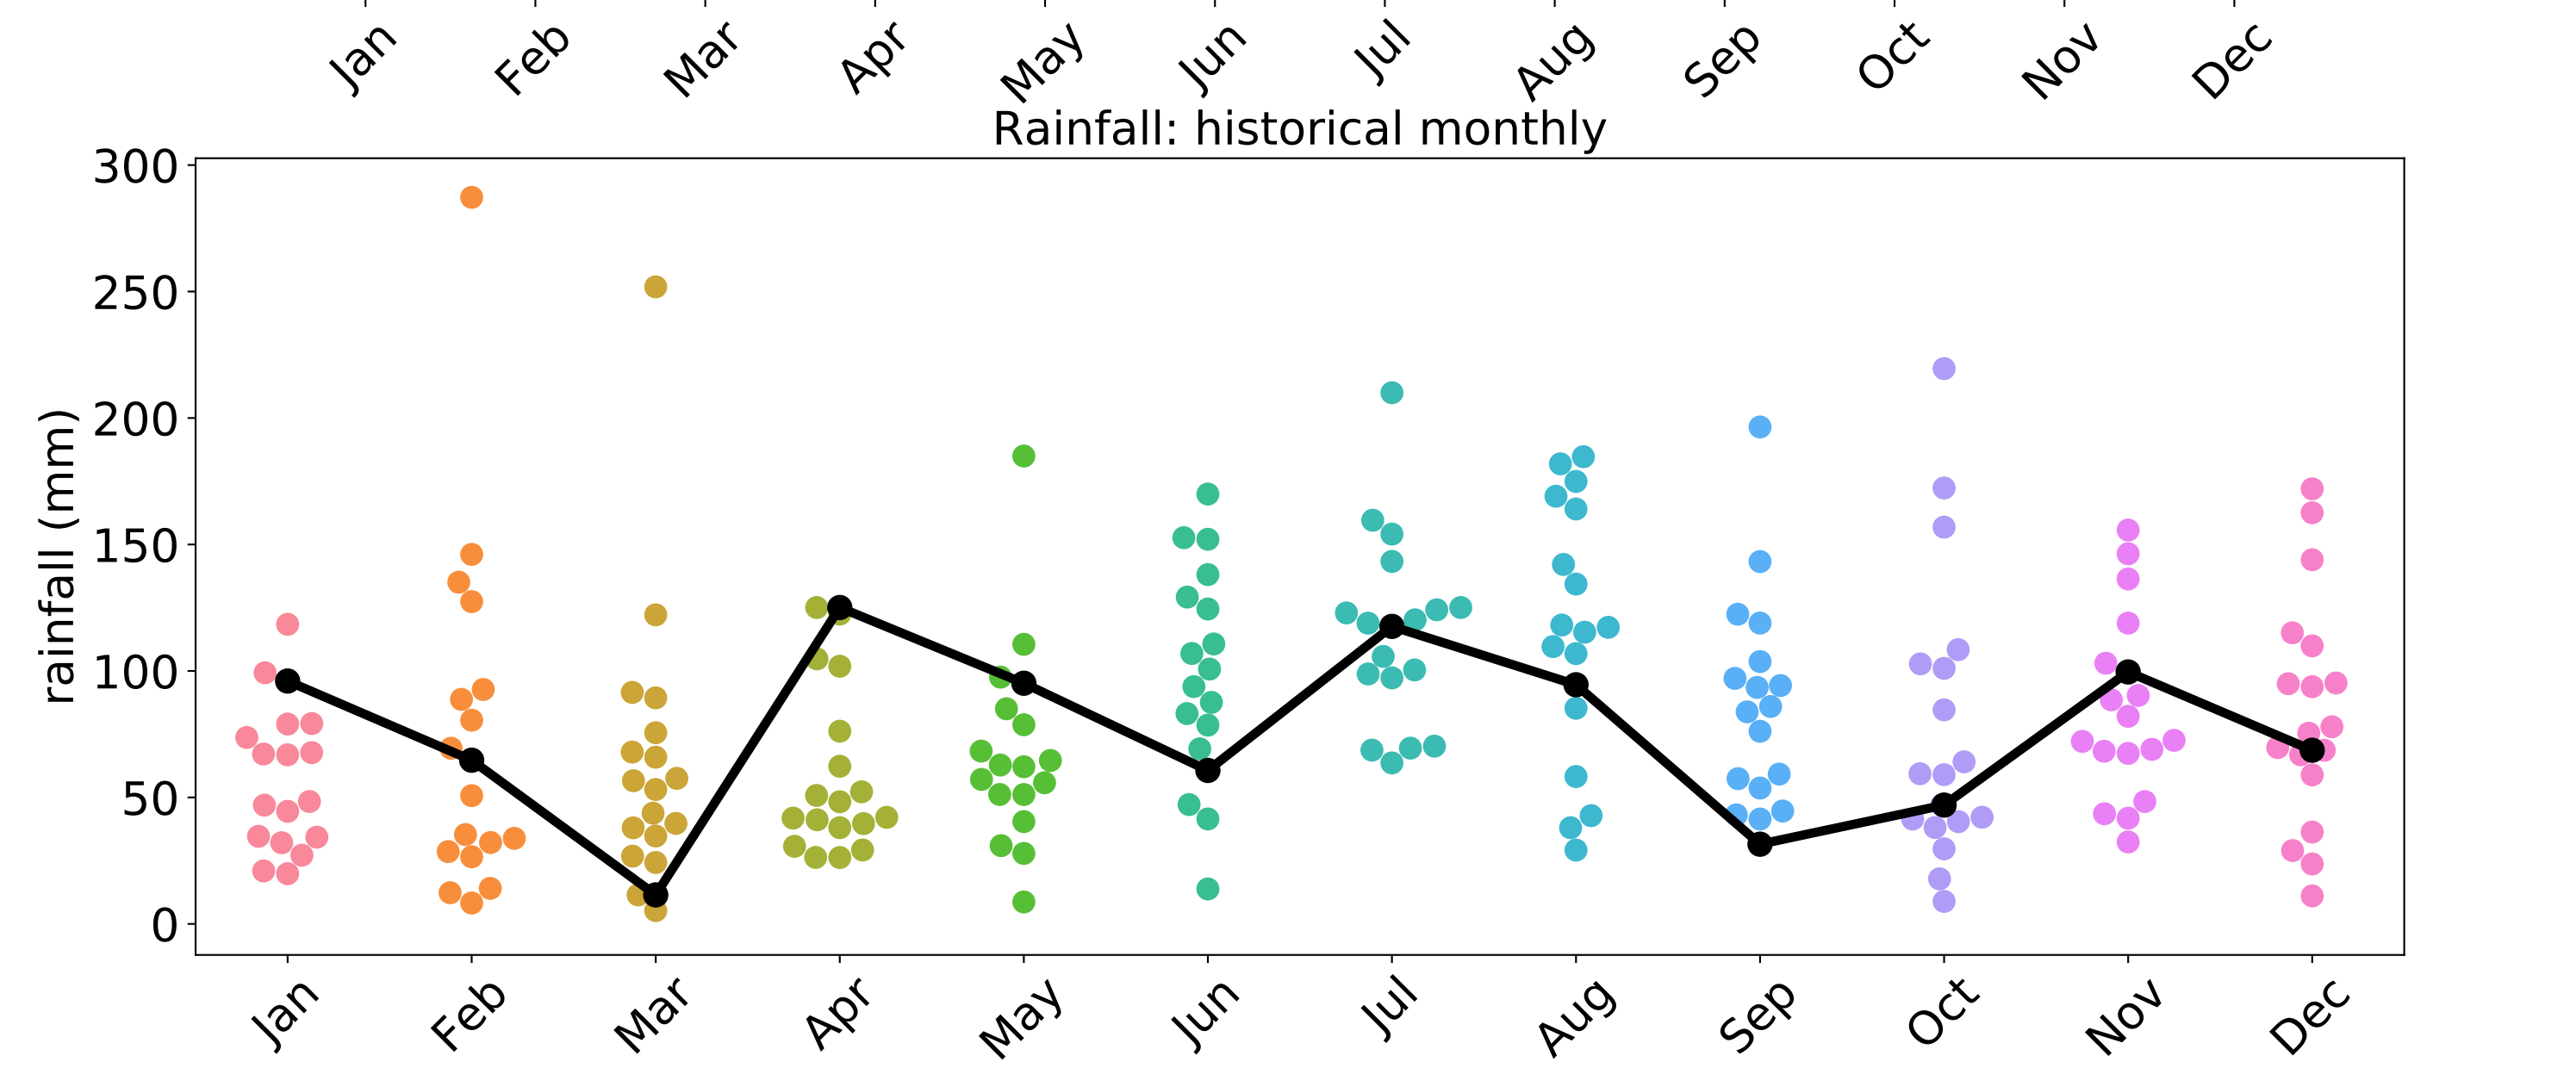 Jan Feb Mar Apr May Jun Jul Aug Sep Oct Nov Dec
Rainfall: historical monthly
rainfall (mm)
300
250
200
150
100
50
0
Jan Feb Mar Apr May Jun Jul Aug Sep Oct Nov Dec